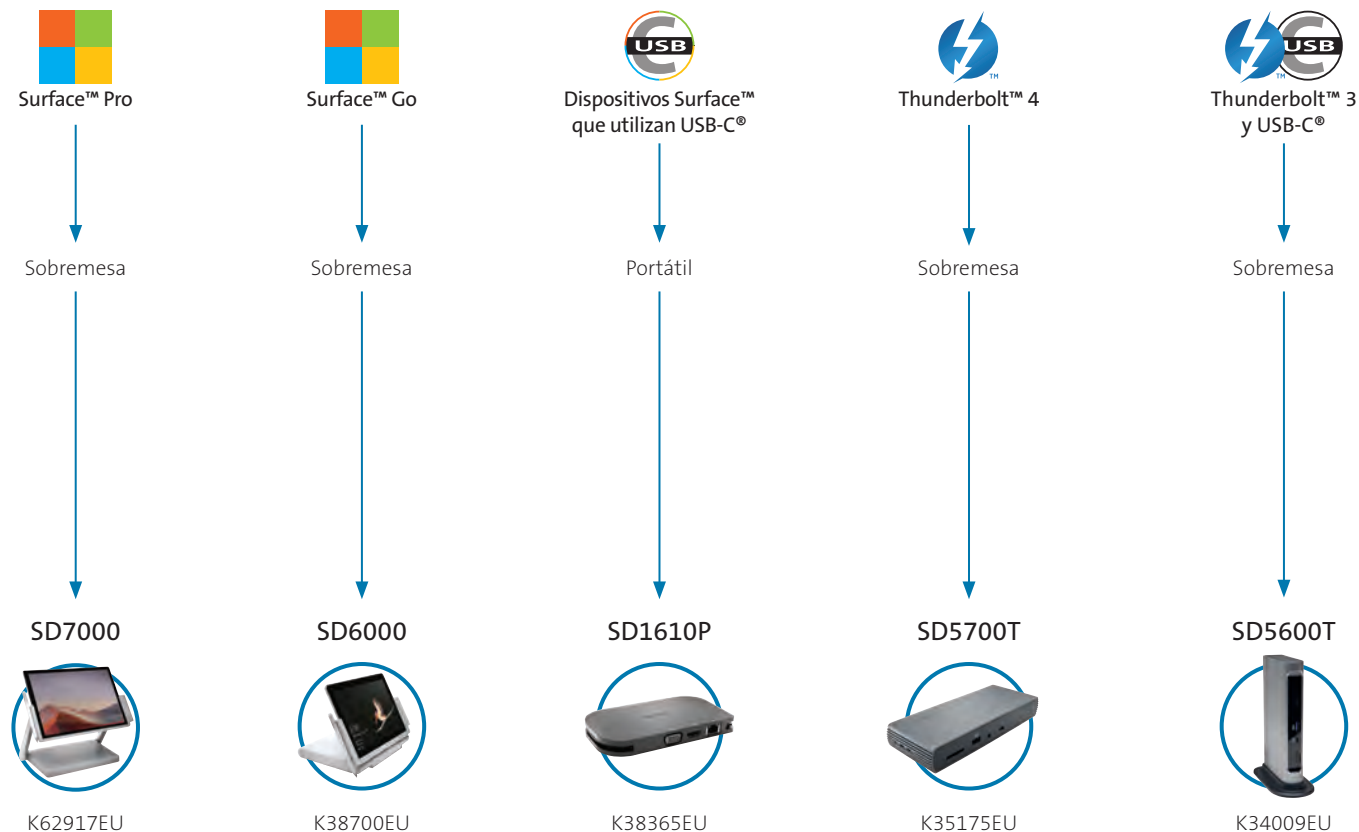 USB
USB
Surface™ Pro
Surface™ Go
Dispositivos Surface™
que utilizan USB-C®
Thunderbolt™ 4
Thunderbolt™ 3
y USB-C®
Sobremesa
Sobremesa
Portátil
Sobremesa
Sobremesa
SD7000
SD6000
SD1610P
SD5700T
SD5600T
K62917EU
K38700EU
K38365EU
K35175EU
K34009EU